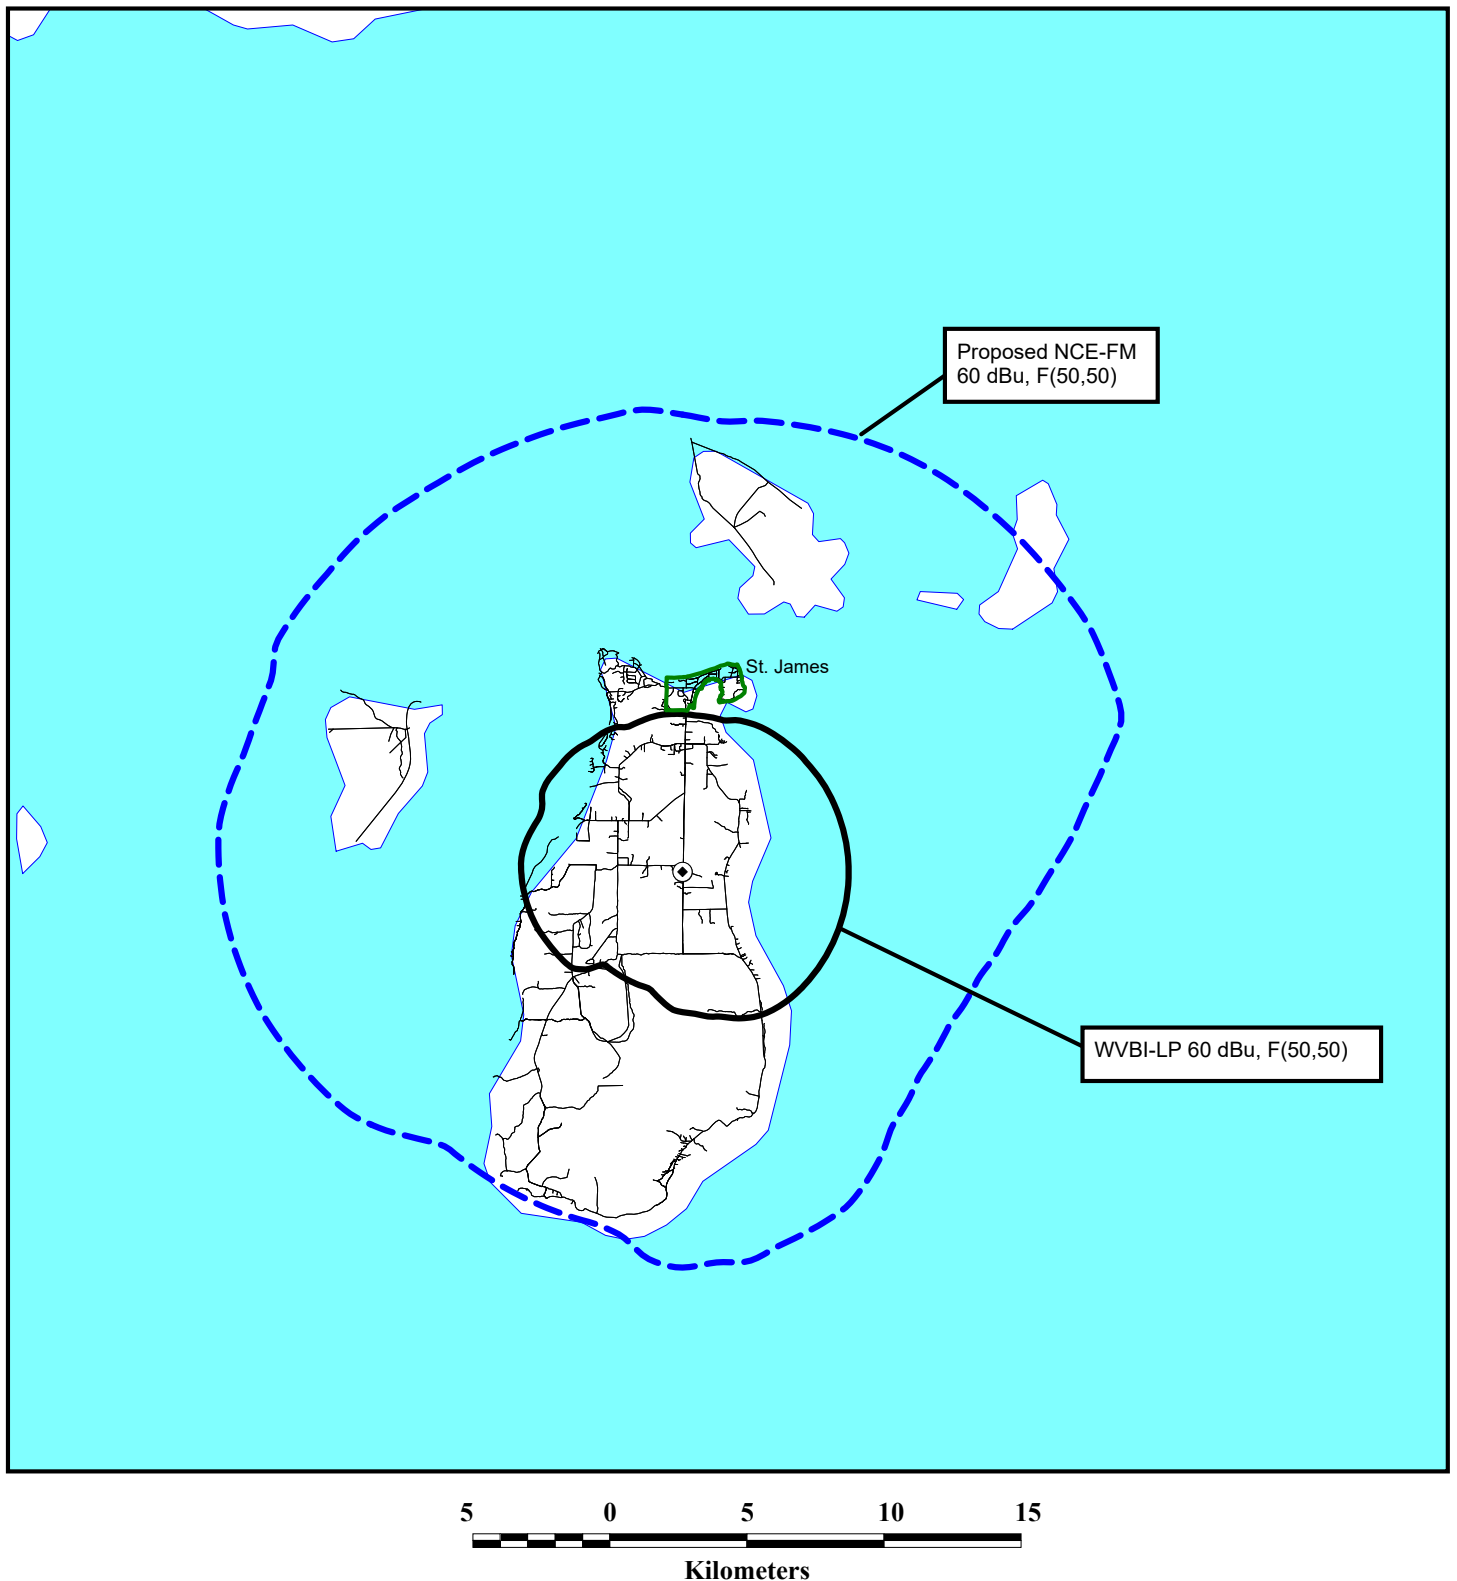 Proposed NCE-FM
60 dBu, F(50,50)
St. James
WVBI-LP 60 dBu, F(50,50)
5 0 5 10 15
Kilometers